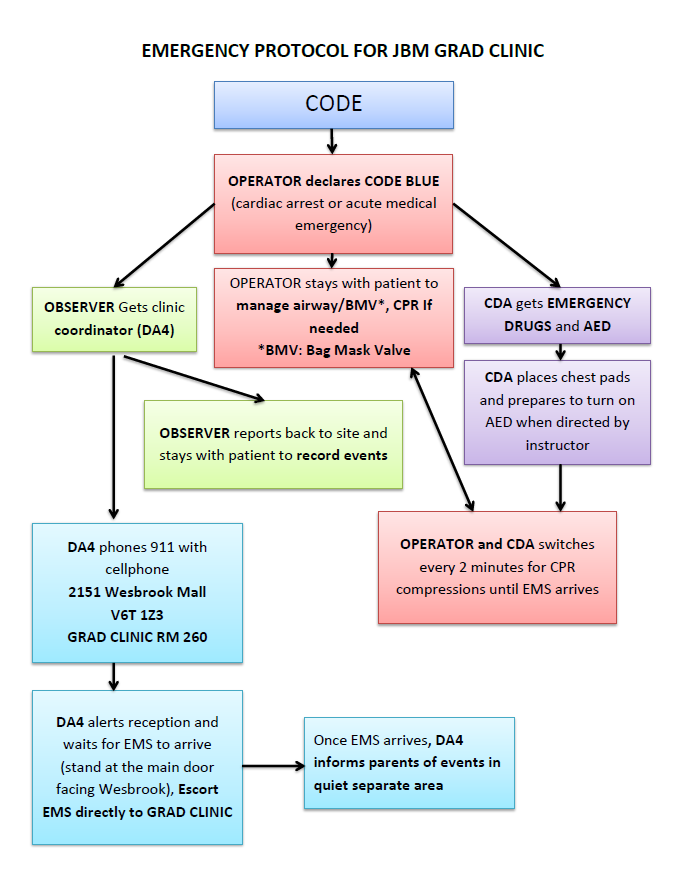 EMERGENCY PROTOCOL FOR JBM GRAD CLINIC
CODE
OPERATOR declares CODE BLUE
(cardiac arrest or acute medical
emergency)
OBSERVER Gets clinic
coordinator (DA4)
OPERATOR stays with patient to
manage airway/BMV*, CPR If
needed
*BMV: Bag Mask Valve
CDA gets EMERGENCY
DRUGS and AED
CDA places chest pads
and prepares to turn on
AED when directed by
instructor
OBSERVER reports back to site and
stays with patient to record events
OPERATOR and CDA switches
every 2 minutes for CPR
compressions until EMS arrives
DA4 phones 911 with
cellphone
2151 Wesbrook Mall
V6T 1Z3
GRAD CLINIC RM 260
DA4 alerts reception and
waits for EMS to arrive
(stand at the main door
facing Wesbrook), Escort
EMS directly to GRAD CLINIC
Once EMS arrives, DA4
informs parents of events in
quiet separate area